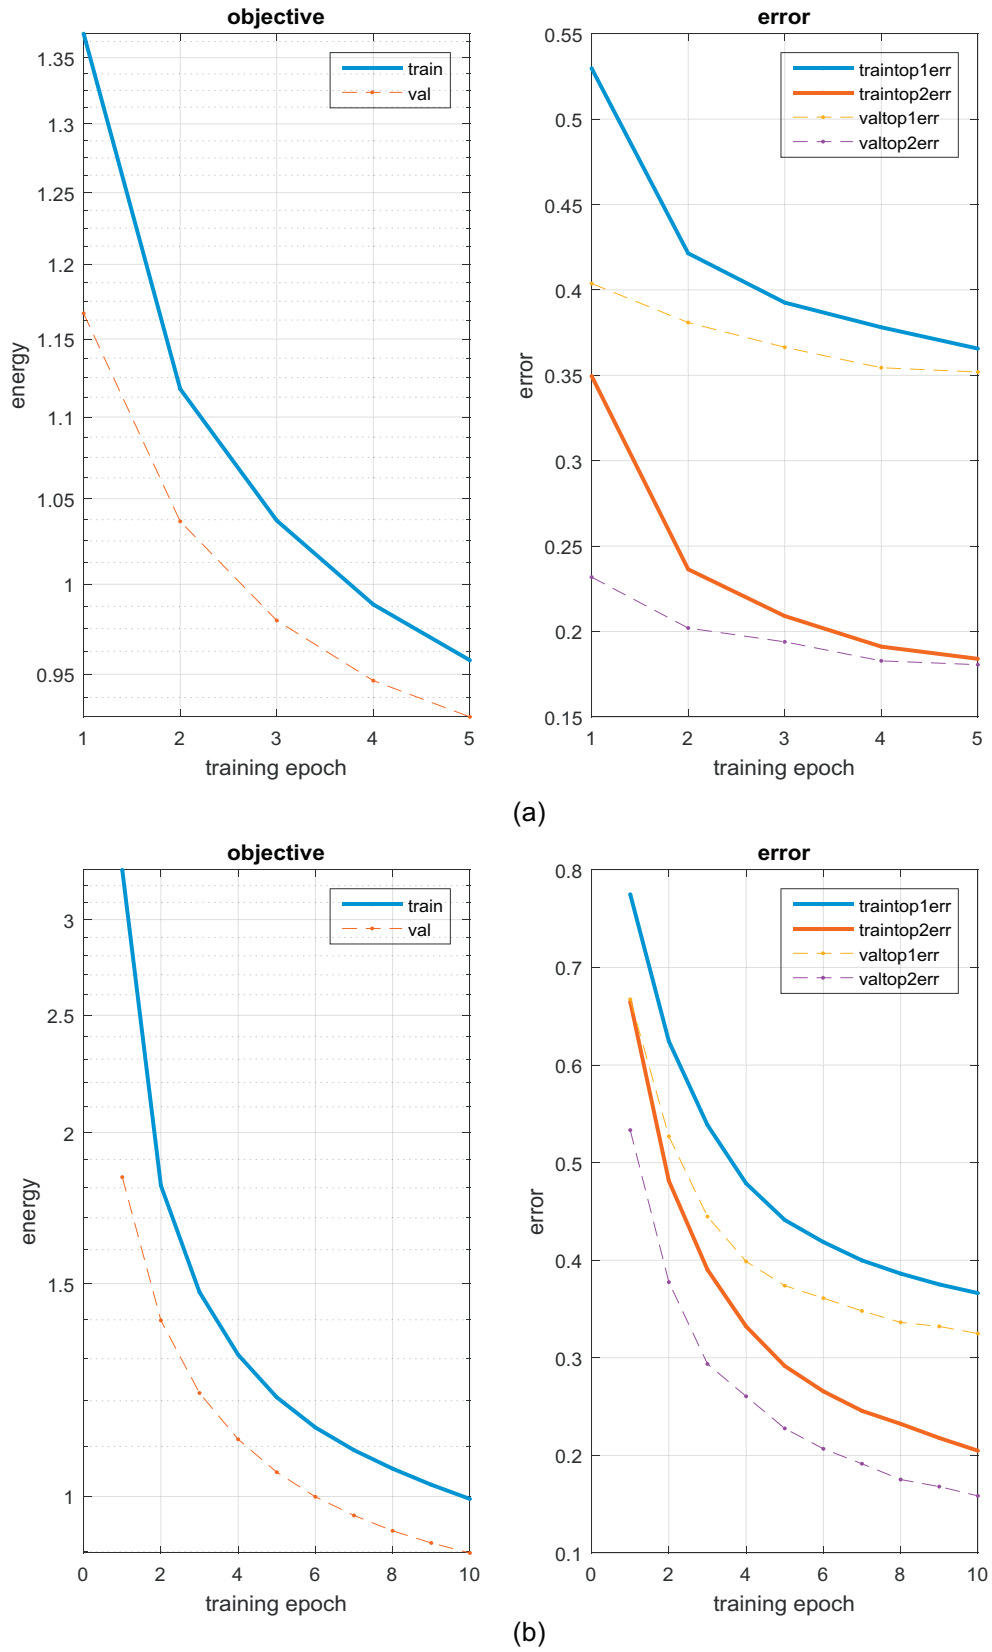 objective
1.35
1.3
1.25
1.2
1.15
1.1
1.05
1
0.95
energy
train
val
1 2 3 4 5
training epoch
error
0.55
0.5
0.45
0.4
0.35
0.3
0.25
0.2
0.15
error
traintop1err
traintop2err
valtop1err
valtop2err
1 2 3 4 5
training epoch
(a)
objective
3
2.5
2
1.5
1
energy
train
val
0 2 4 6 8 10
training epoch
error
0.8
0.7
0.6
0.5
0.4
0.3
0.2
0.1
error
traintop1err
traintop2err
valtop1err
valtop2err
0 2 4 6 8 10
training epoch
(b)